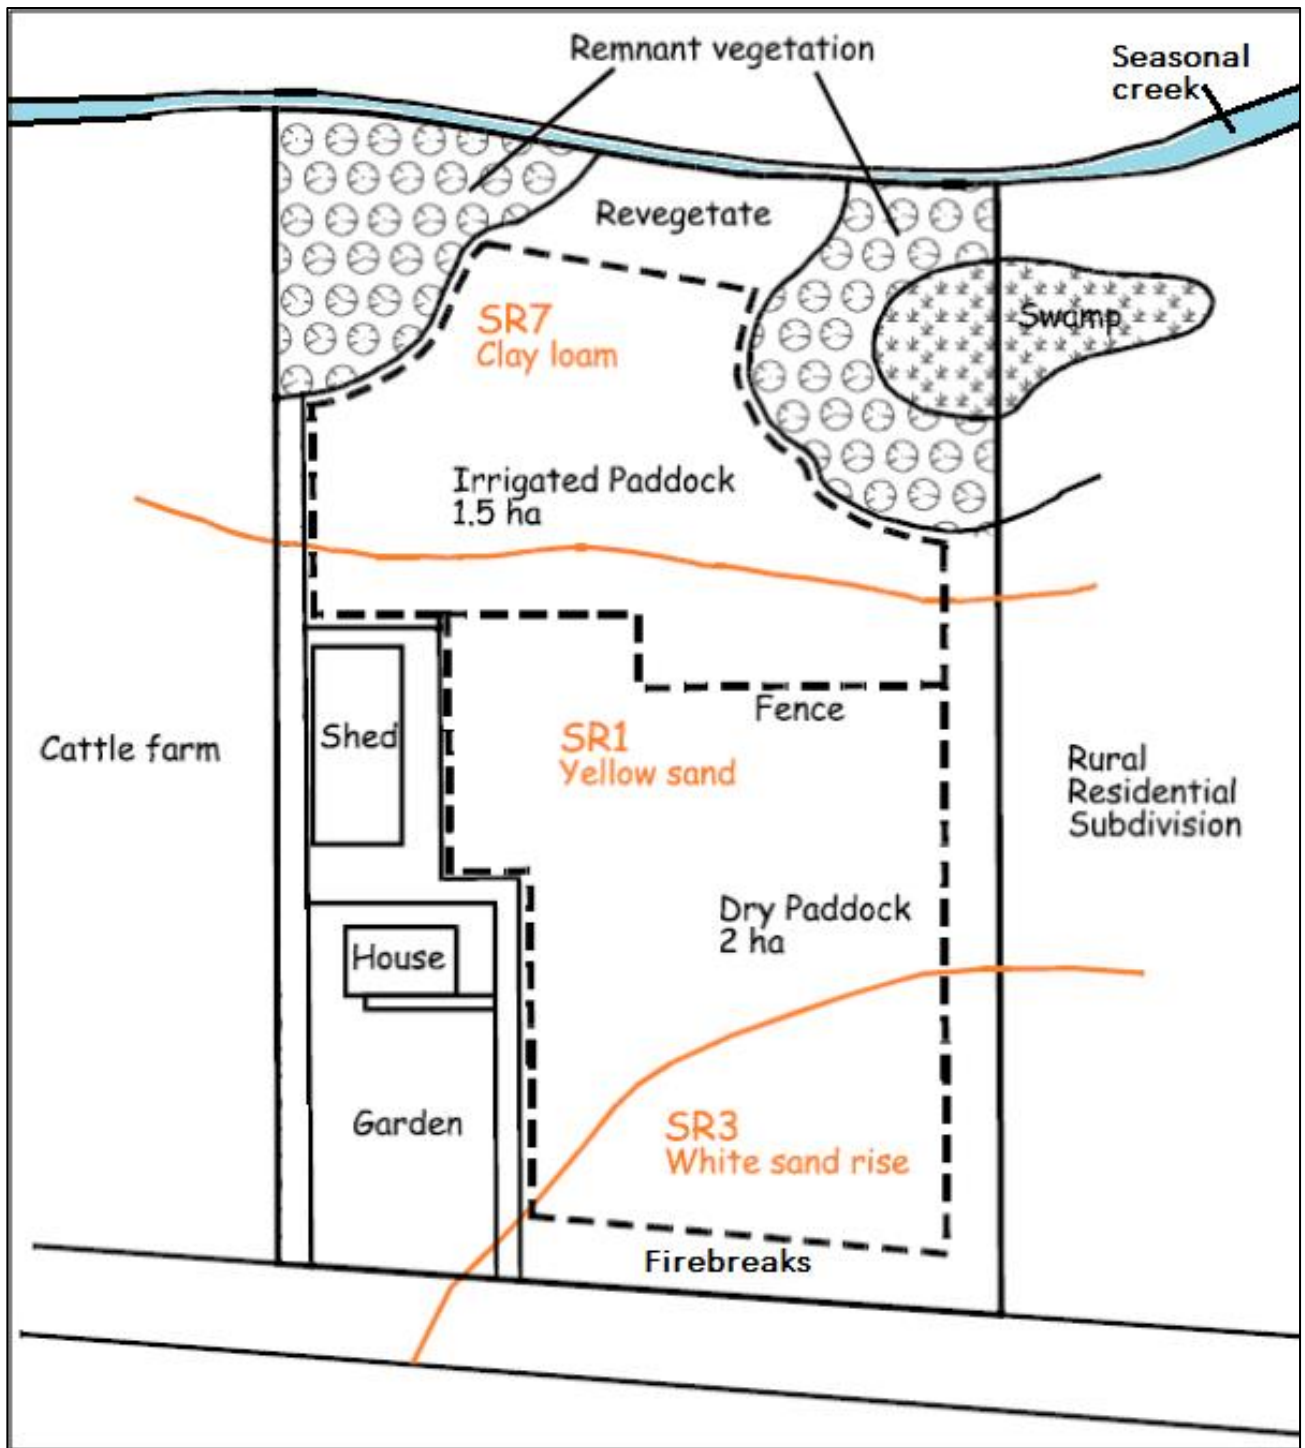 Remnant vegetation
Seasonal
creek
Revegetate
SR7
Clay loam
Swamp
Irrigated Paddock
1.5 ha
Fence
Shed
SR1
Yellow sand
Cattle farm
Rural
Residential
Subdivision
Dry Paddock
2 ha
House
Garden
SR3
White sand rise
Firebreaks